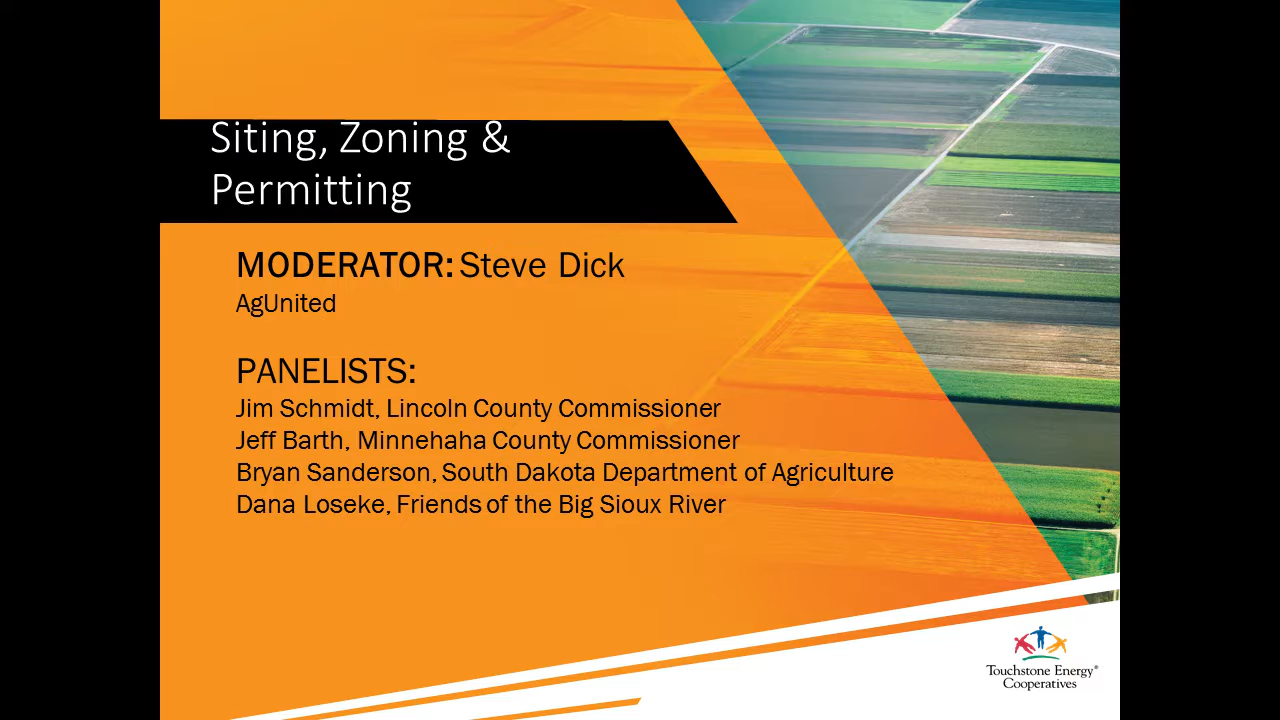 Siting, Zoning &
Permitting
MODERATOR: Steve Dick
AgUnited
PANELISTS:
Jim Schmidt, Lincoln County Commissioner
Jeff Barth, Minnehaha County Commissioner
Bryan Sanderson, South Dakota Department of Agriculture
Dana Loseke, Friends of the Big Sioux River
Touchstone Energy®
Cooperatives